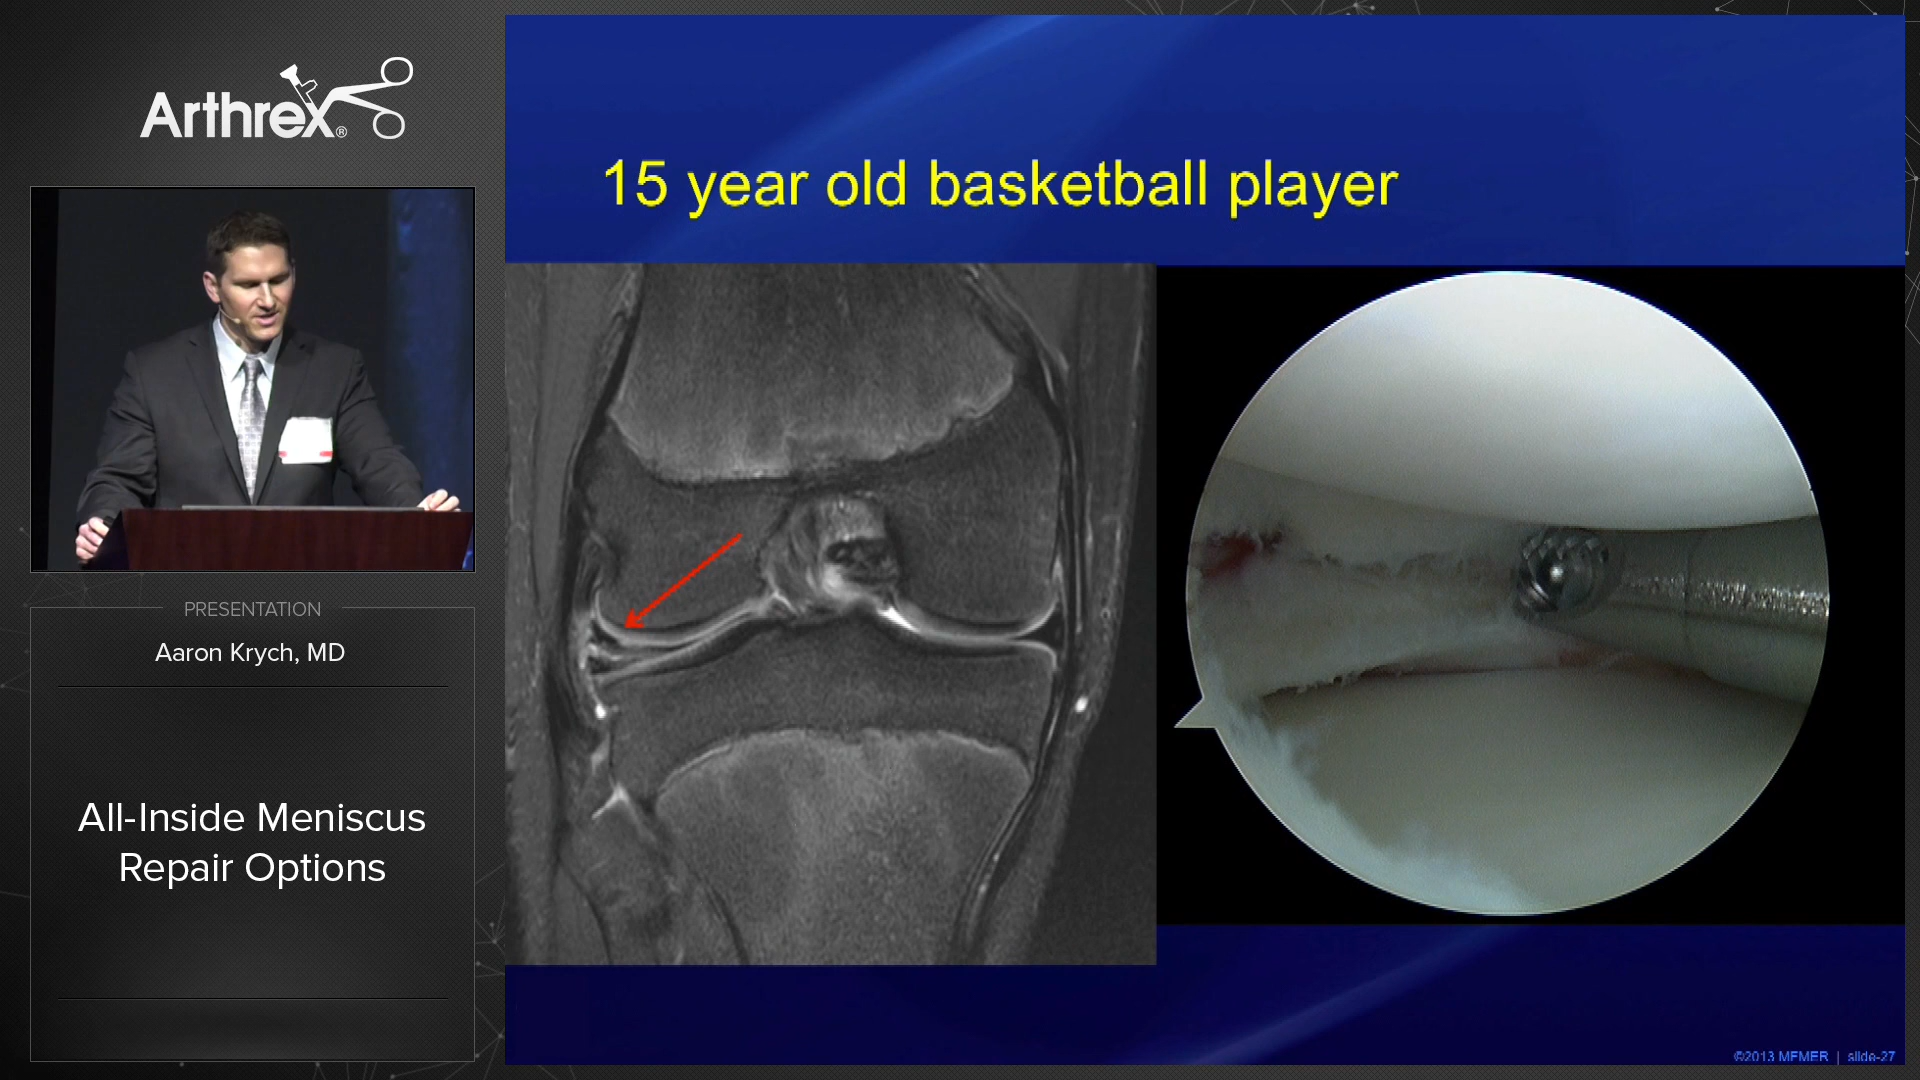 Arthrex®
PRESENTATION
Aaron Krych, MD
All-Inside Meniscus
Repair Options
15 year old basketball player
©2013 MFMER | slide-27